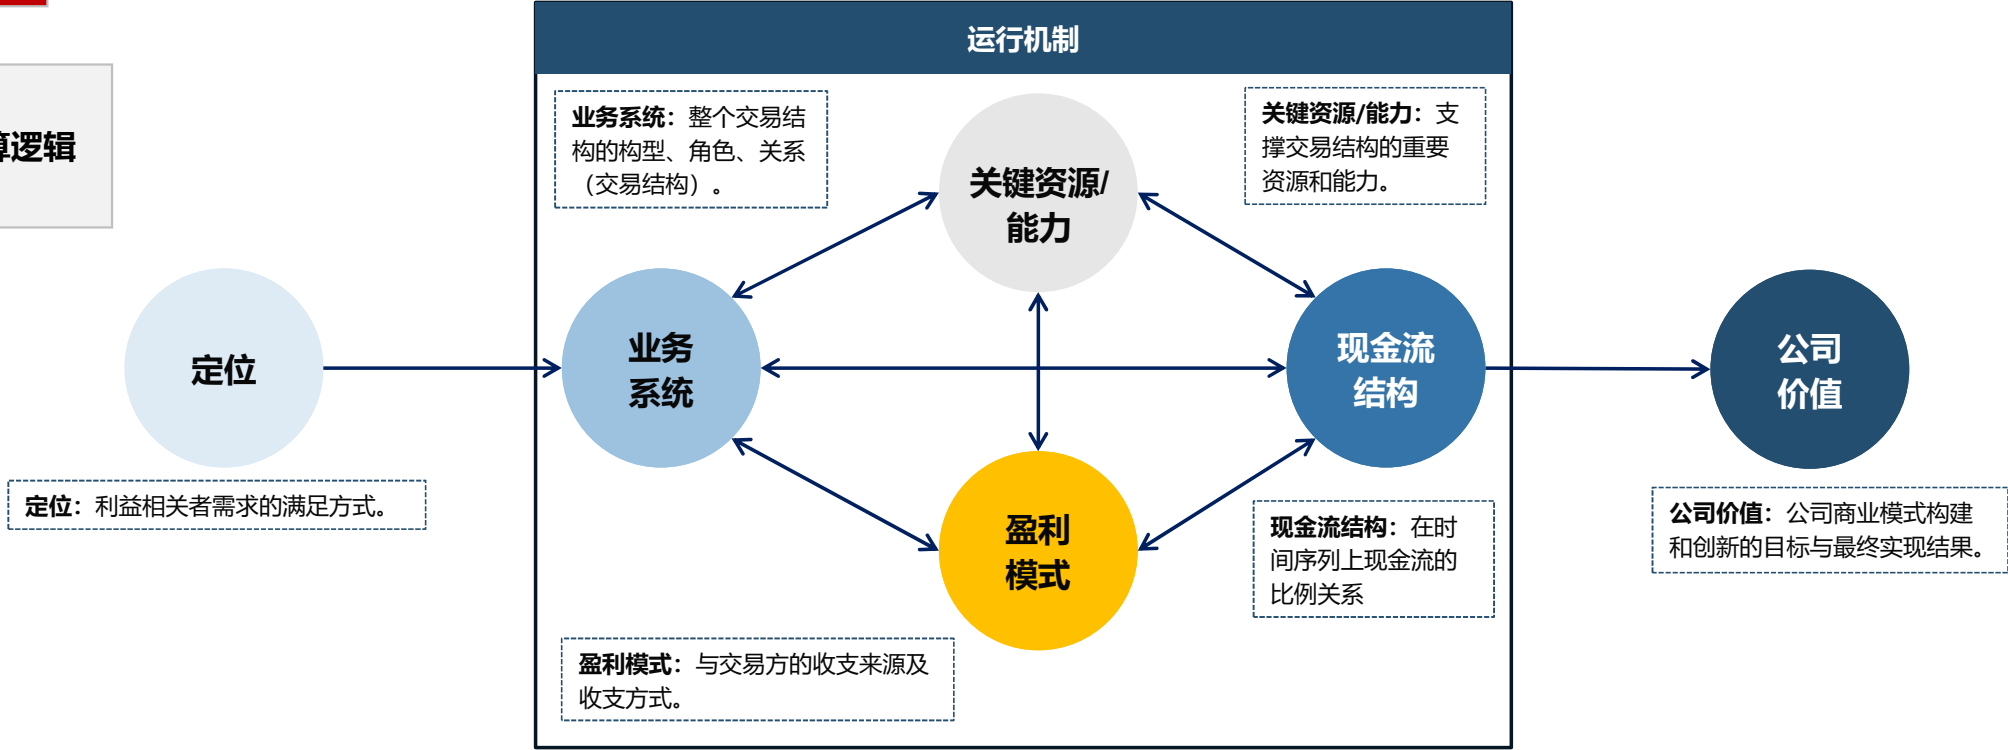 运行机制
业务系统：整个交易结
构的构型、角色、关系
（交易结构）。
关键资源/能力：支
撑交易结构的重要
资源和能力。
逻辑
关键资源/
能力
定位
业务
系统
现金流
结构
公司
价值
定位：利益相关者需求的满足方式。
盈利
模式
现金流结构：在时
间序列上现金流的
比例关系
公司价值：公司商业模式构建
和创新的目标与最终实现结果。
盈利模式：与交易方的收支来源及
收支方式。